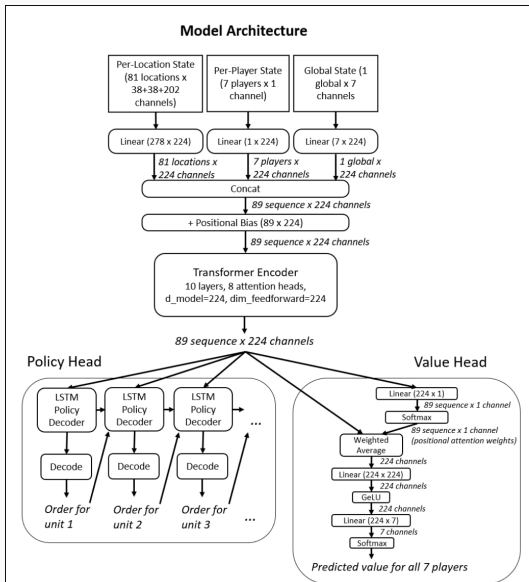 Model Architecture
Per-Location State
(81 locations x
38+38+202
channels)
Per-Player State
(7 players x 1
channel)
Global State (1
global x 7
channels
Linear (278 x 224)
Linear (1 x 224)
Linear (7 x 224)
81 locations x
224 channels
7 players x
224 channels
1 global x
224 channels
Concat
89 sequence x 224 channels
+ Positional Bias (89 x 224)
89 sequence x 224 channels
Transformer Encoder
10 layers, 8 attention heads,
d_model=224, dim_feedforward=224
89 sequence x 224 channels
Policy Head
LSTM
Policy
Decoder
LSTM
Policy
Decoder
LSTM
Policy
Decoder
...
Decode
Decode
Decode
Order for
unit 1
Order for
unit 2
Order for
unit 3
...
Value Head
Linear (224 x 1)
89 sequence x 1 channel
Softmax
89 sequence x 1 channel
(positional attention weights)
Weighted
Average
224 channels
Linear (224 x 224)
224 channels
GeLU
224 channels
Linear (224 x 7)
7 channels
Softmax
Predicted value for all 7 players